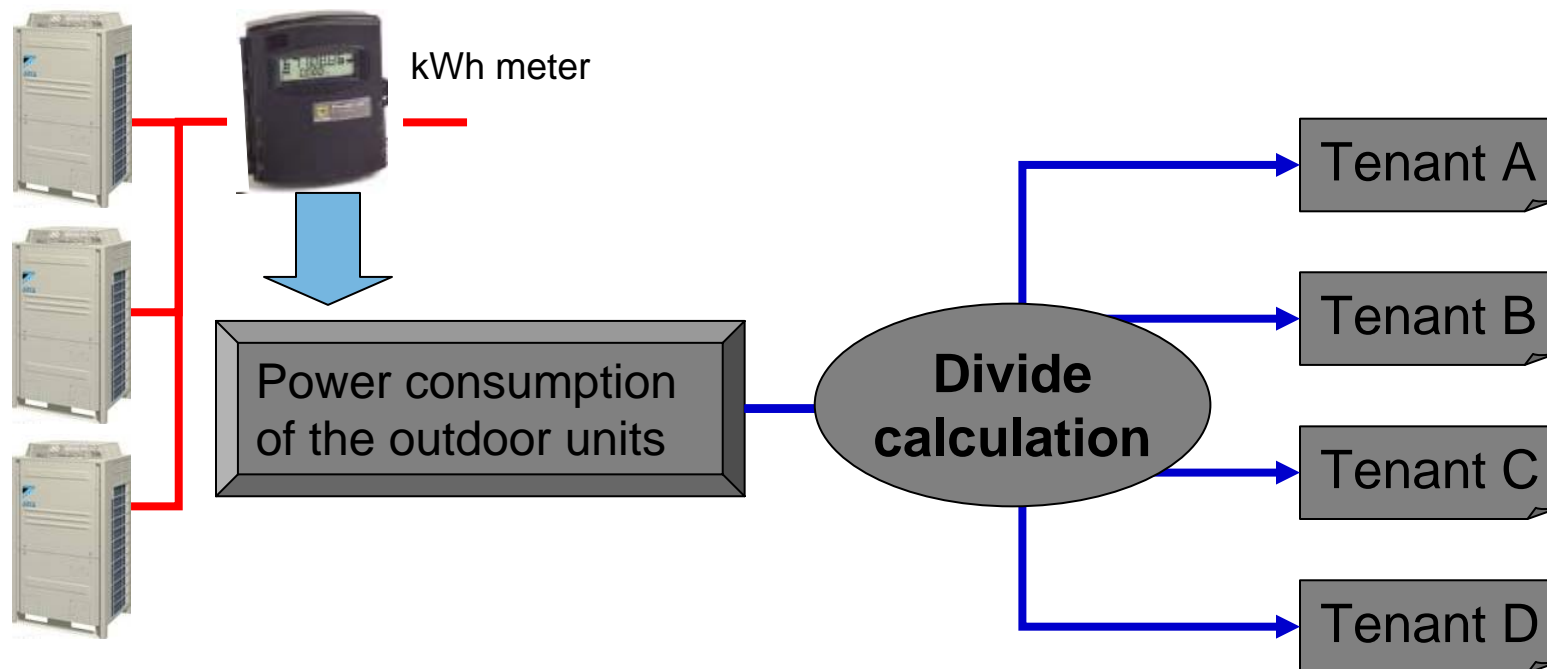 kWh meter
Power consumption
of the outdoor units
Divide
calculation
Tenant A
Tenant B
Tenant C
Tenant D